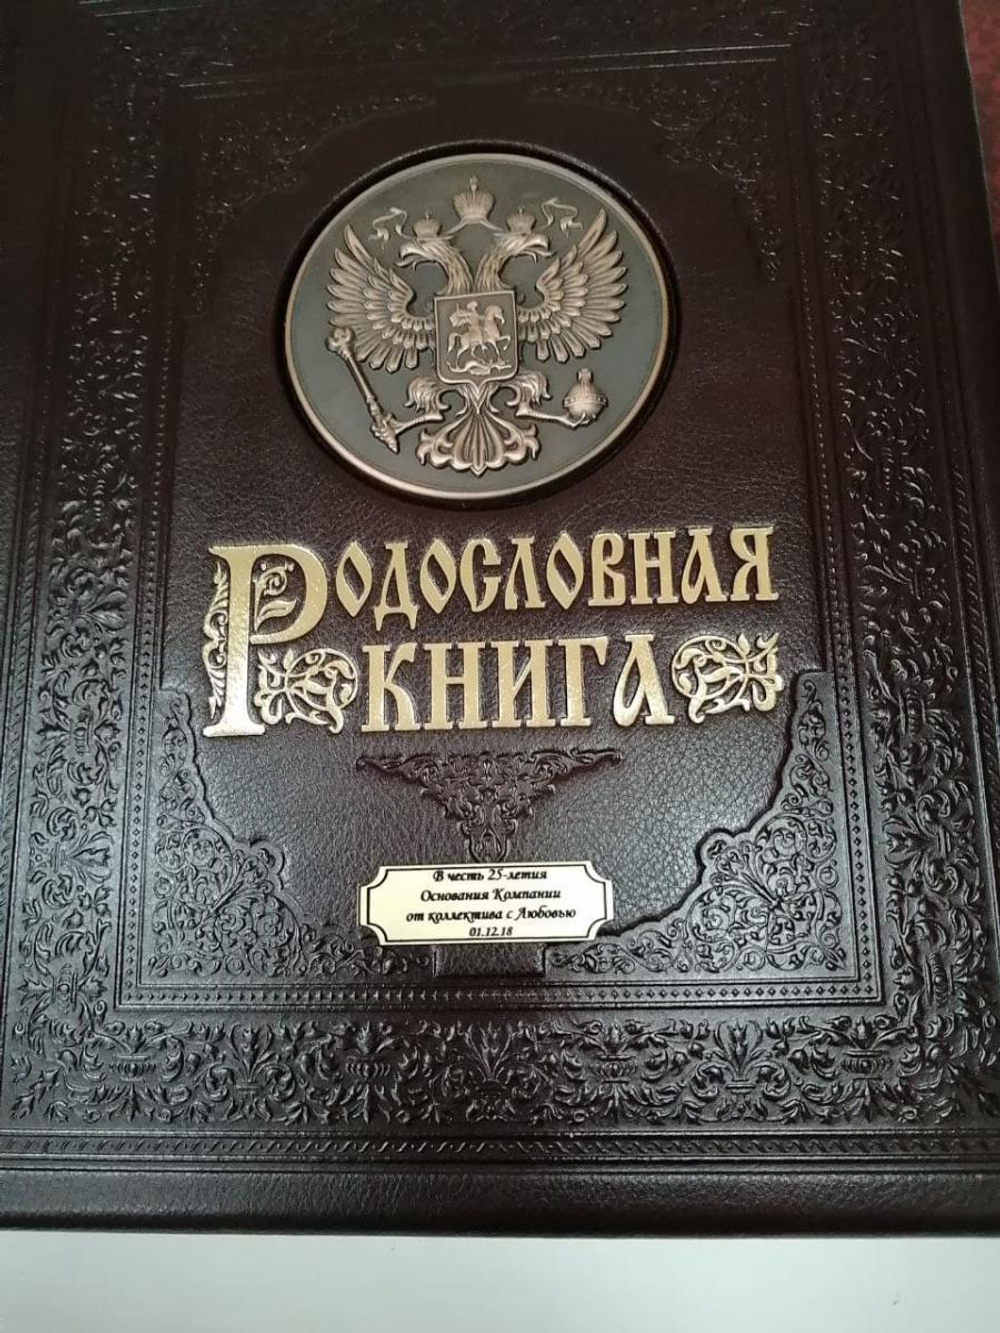 Родословная
книга
В честь 25-летия
Основания Компании
от коллектива с Любовью
01.12.18